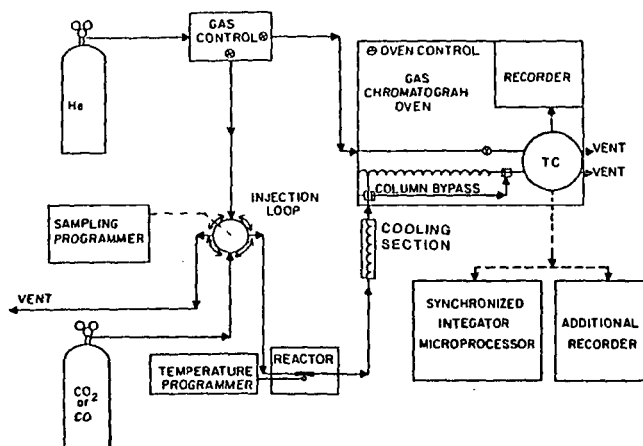 GAS
CONTROL
He
OVEN CONTROL
GAS
CHROMATOGRAH
OVEN
RECORDER
TC
VENT
VENT
COLUMN BYPASS
INJECTION
LOOP
SAMPLING
PROGRAMMER
COOLING
SECTION
VENT
SYNCHRONIZED
INTEGATOR
MICROPROCESSOR
ADDITIONAL
RECORDER
TEMPERATURE
PROGRAMMER
REACTOR
CO2
or
CO